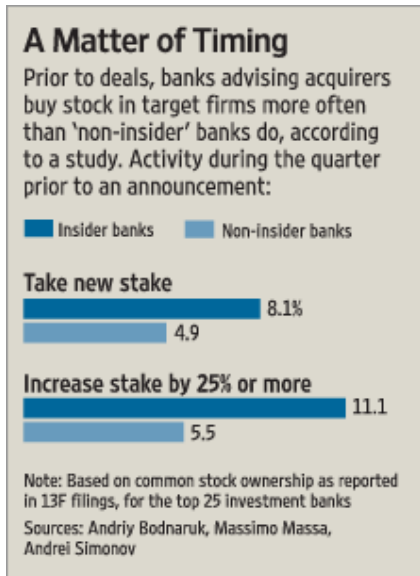 A Matter of Timing
Prior to deals, banks advising acquirers
buy stock in target firms more often
than ‘non-insider’ banks do, according
to a study. Activity during the quarter
prior to an announcement:
Insider banks Non-insider banks
Take new stake
8.1%
4.9
Increase stake by 25% or more
11.1
5.5
Note: Based on common stock ownership as reported
in 13F filings, for the top 25 investment banks
Sources: Andriy Bodnaruk, Massimo Massa,
Andrei Simonov